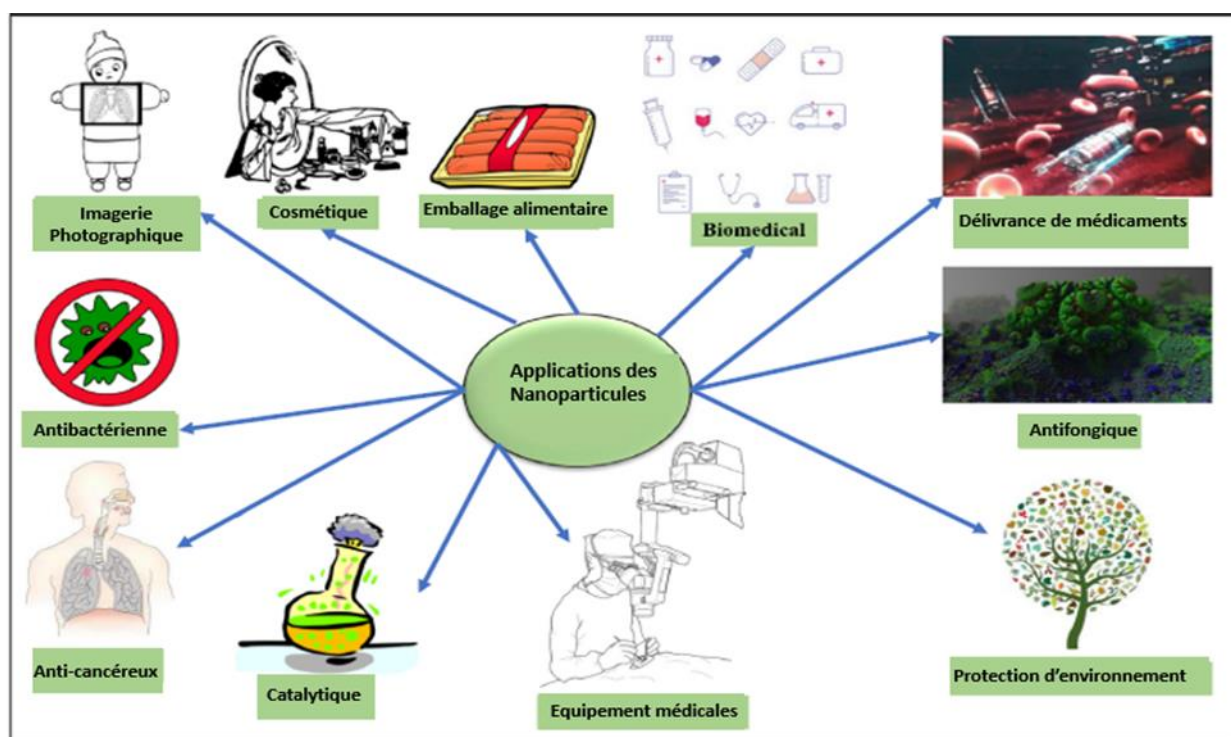 Imagerie
Photographique
Cosmétique
Emballage alimentaire
Biomedical
Délivrance de médicaments
Applications des
Nanoparticules
Antibactérienne
Antifongique
Anti-cancéreux
Catalytique
Equipement médicales
Protection d’environnement